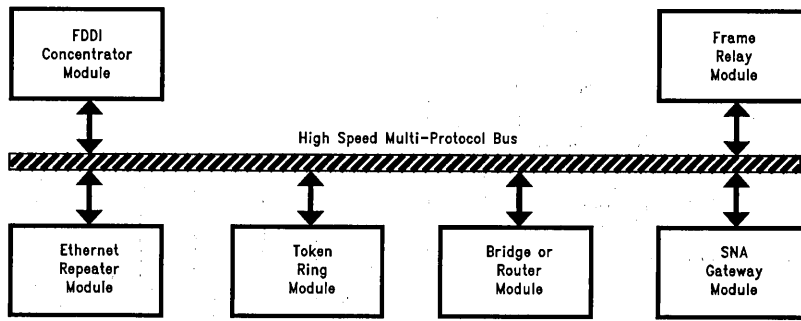 FDDI
Concentrator
Module
Frame
Relay
Module
High Speed Multi-Protocol Bus
Ethernet
Repeater
Module
Token
Ring
Module
Bridge or
Router
Module
SNA
Gateway
Module